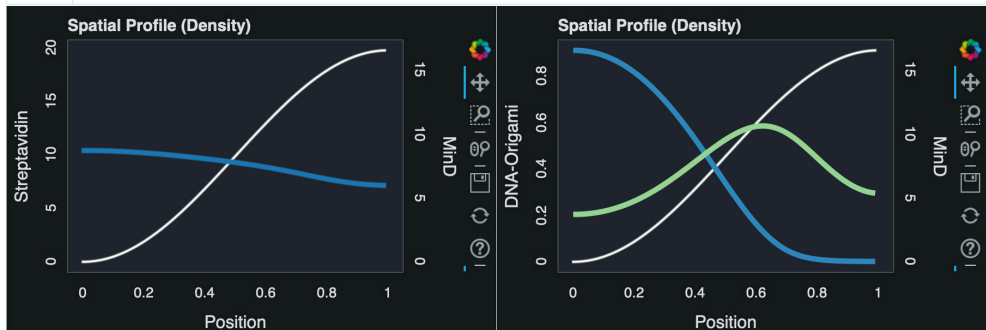 Spatial Profile (Density)
Streptavidin
20
15
10
5
0
15
10
5
0
MinD
0 0.2 0.4 0.6 0.8 1
Position
Spatial Profile (Density)
DNA-Origami
0.8
0.6
0.4
0.2
0
15
10
5
0
MinD
0 0.2 0.4 0.6 0.8 1
Position